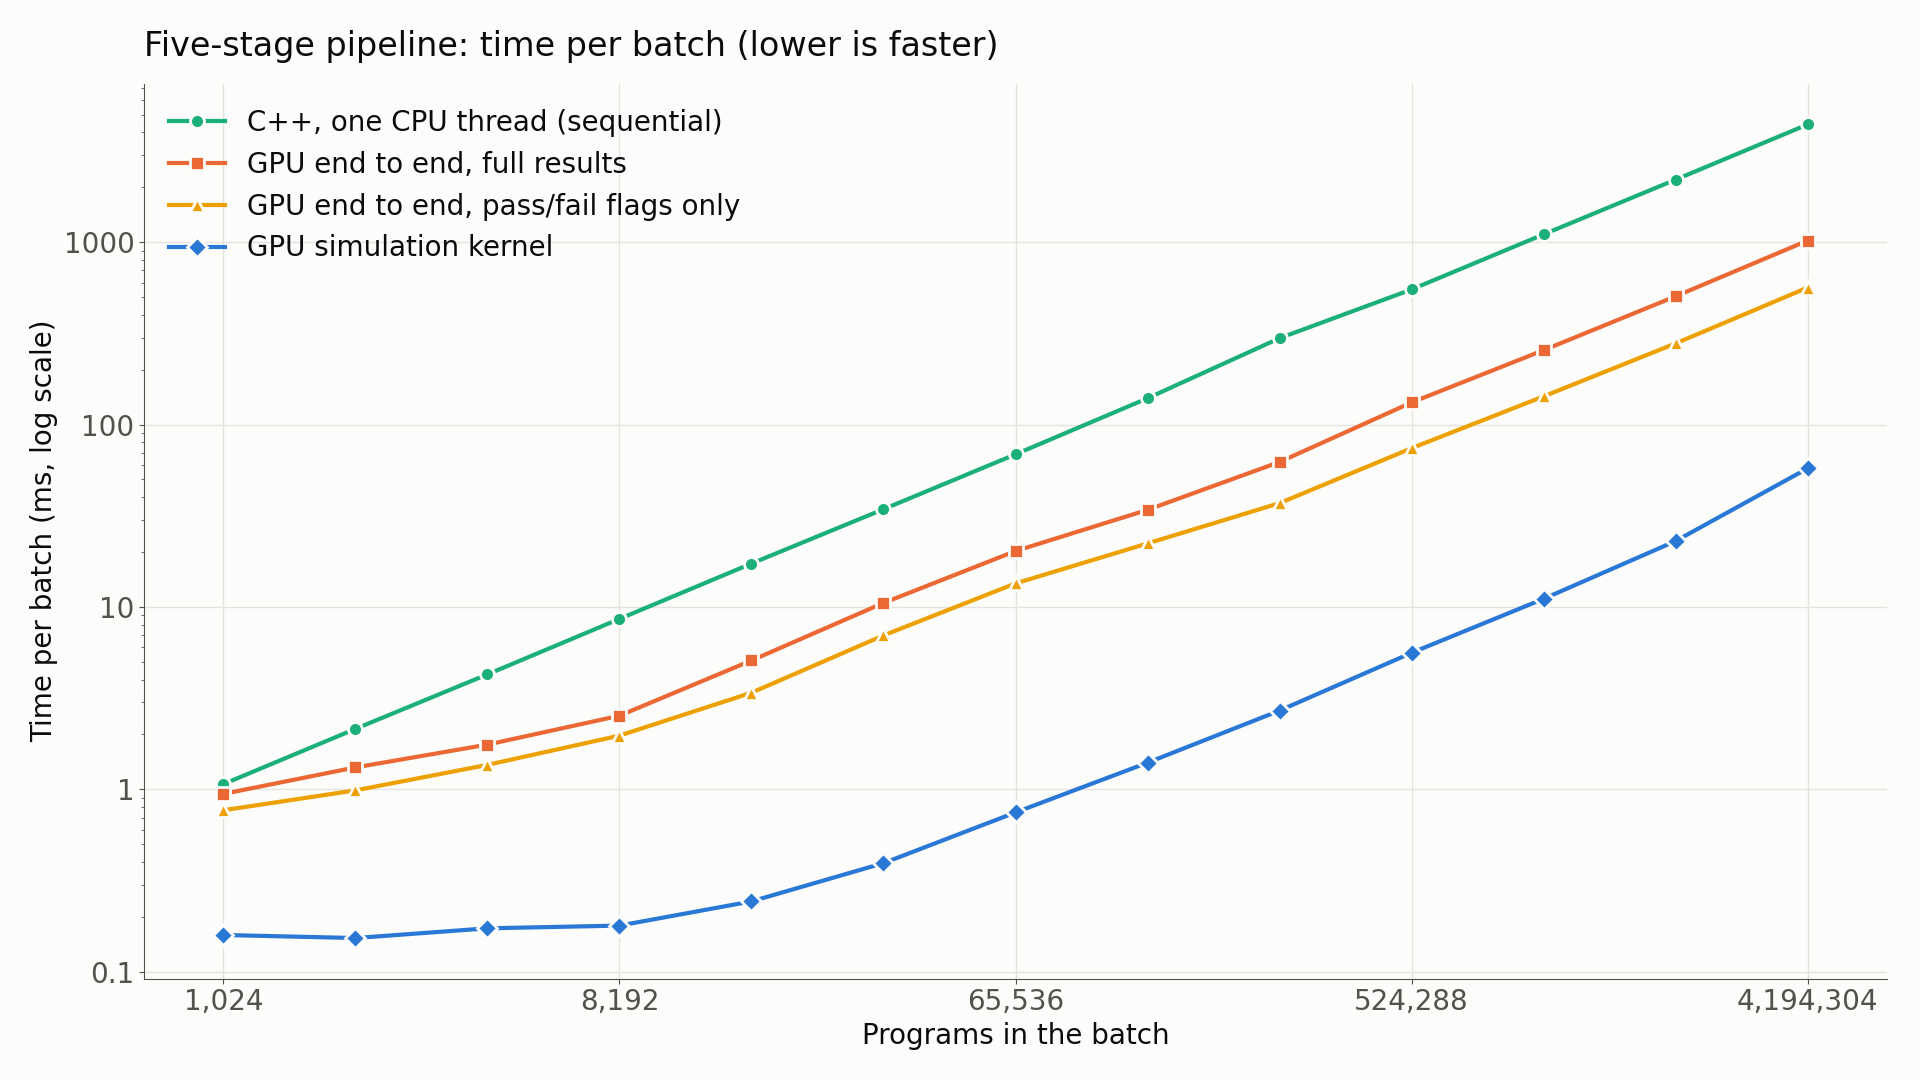 Five-stage pipeline: time per batch (lower is faster)
C++, one CPU thread (sequential)
GPU end to end, full results
GPU end to end, pass/fail flags only
GPU simulation kernel
Time per batch (ms, log scale)
1000
100
10
1
0.1
1,024 8,192 65,536 524,288 4,194,304
Programs in the batch